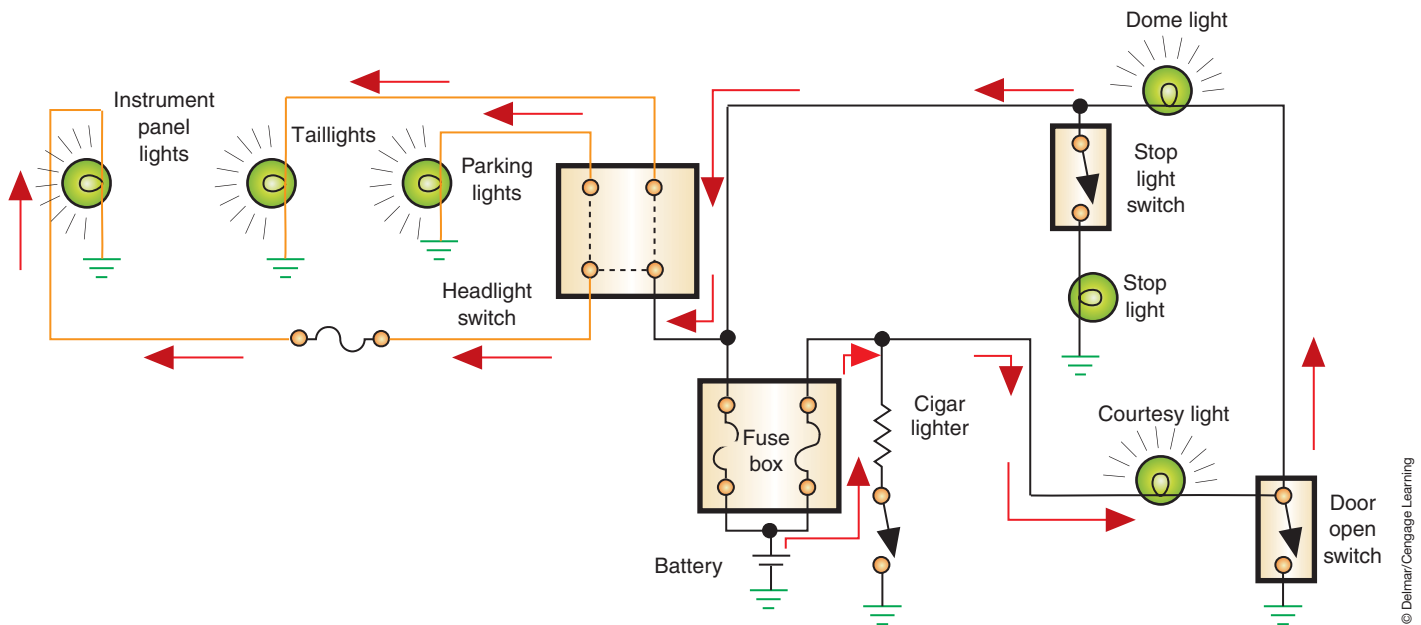 Dome light
Instrument
panel
lights
Taillights
Parking
lights
Stop
light
switch
Headlight
switch
Stop
light
Fuse
box
Cigar
lighter
Courtesy light
Battery
Door
open
switch
© Delmar/Cengage Learning